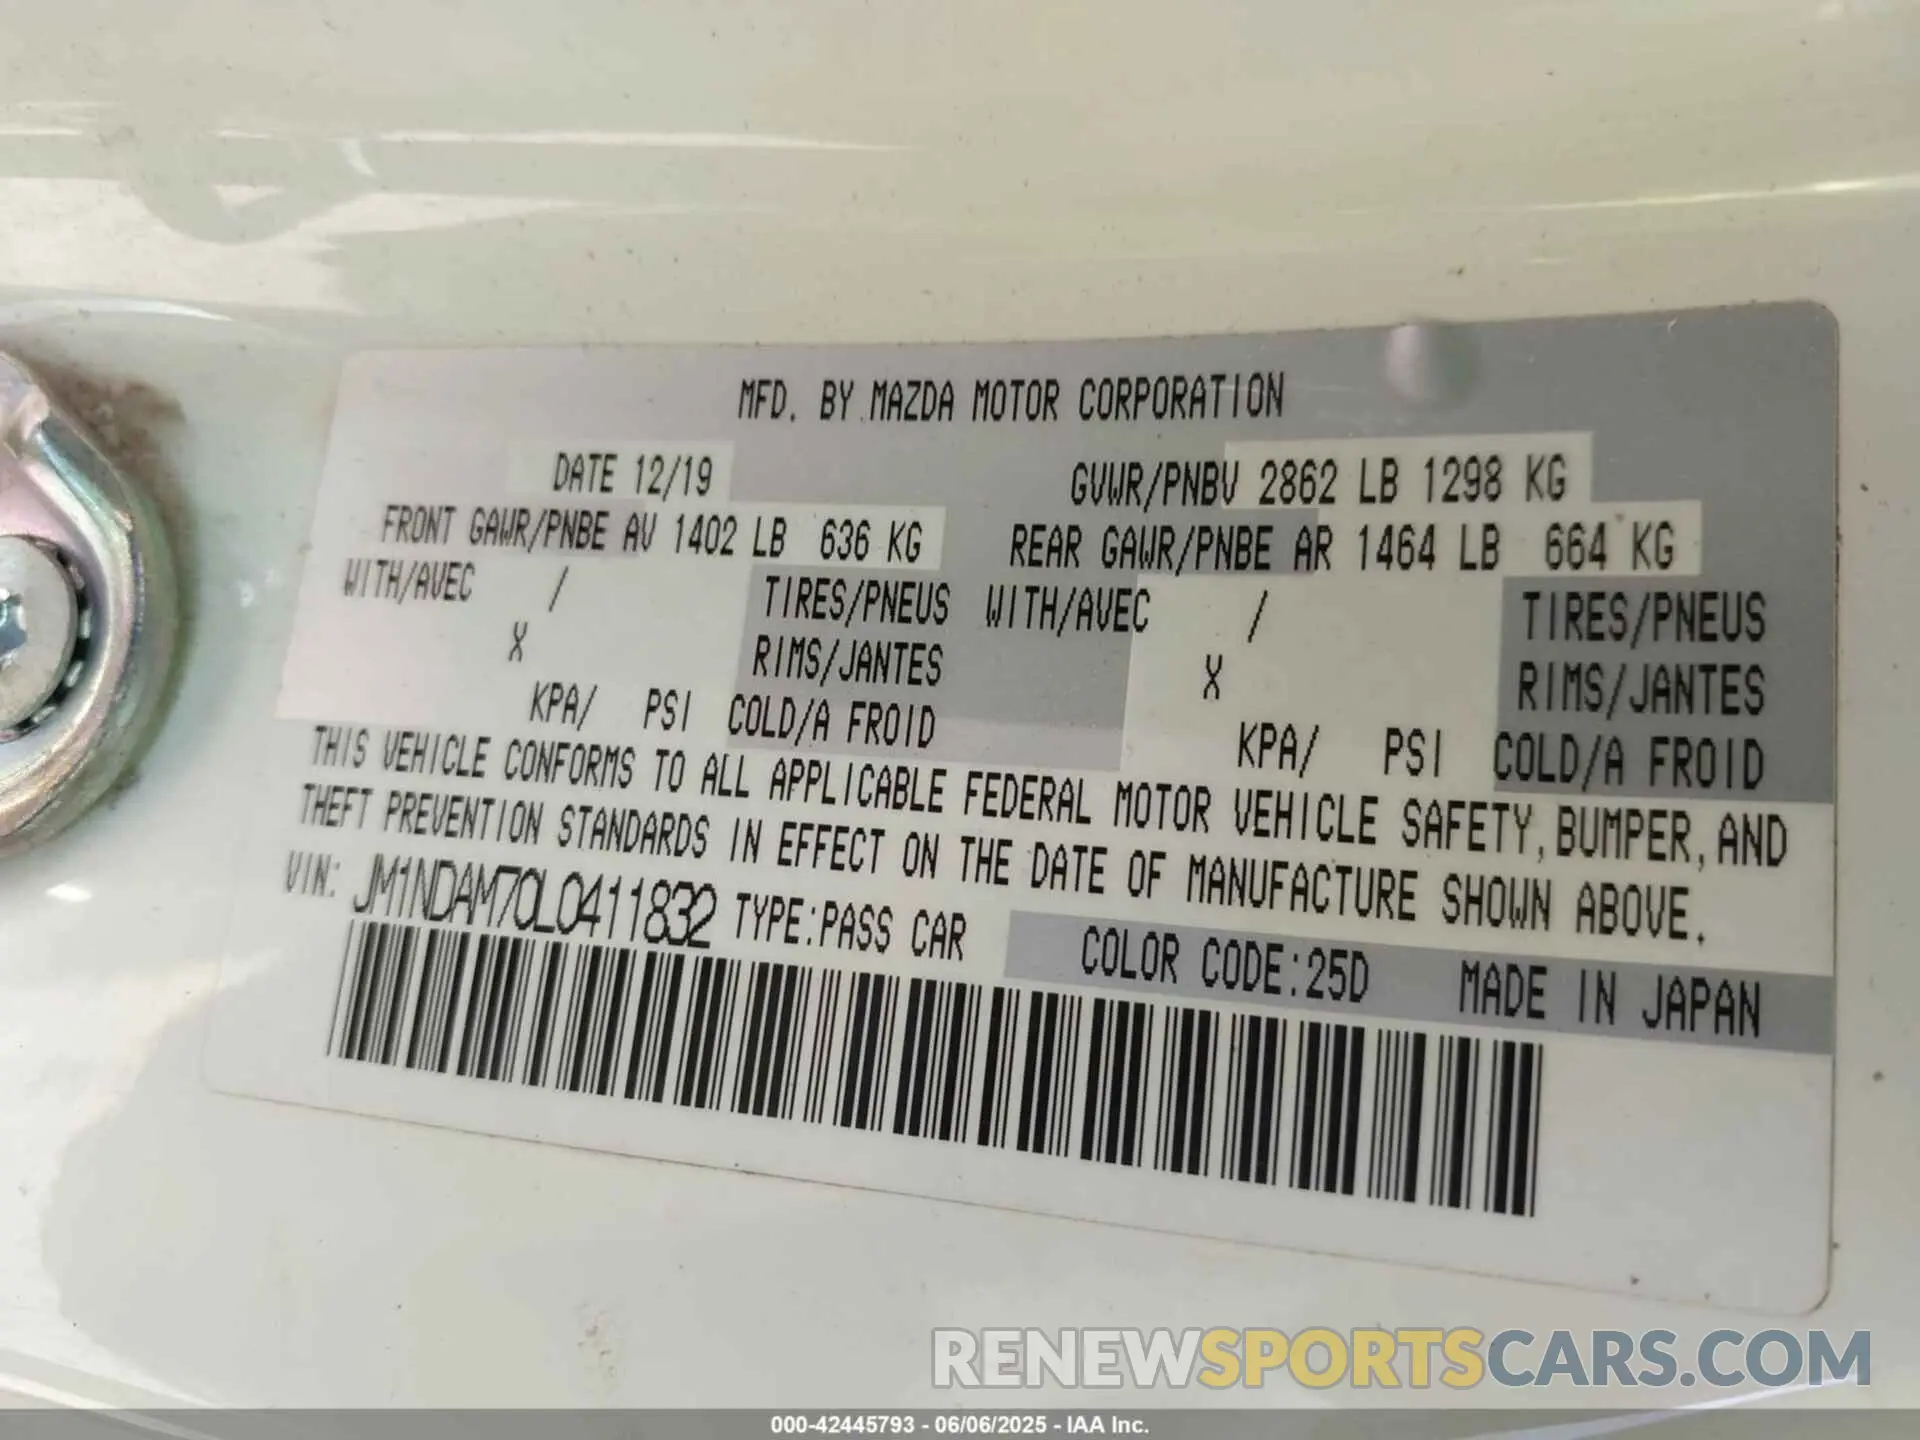 MFD. BY MAZDA MOTOR CORPORATION
DATE 12/19 GVWR/PNBV 2862 LB 1298 KG
FRONT GAWR/PNBE AV 1402 LB 636 KG REAR GAWR/PNBE AR 1464 LB 664 KG
WITH/AVEC / TIRES/PNEUS WITH/AVEC / TIRES/PNEUS
X RIMS/JANTES X RIMS/JANTES
KPA/ PSI COLD/A FROID KPA/ PSI COLD/A FROID
THIS VEHICLE CONFORMS TO ALL APPLICABLE FEDERAL MOTOR VEHICLE SAFETY, BUMPER, AND
THEFT PREVENTION STANDARDS IN EFFECT ON THE DATE OF MANUFACTURE SHOWN ABOVE.
VIN: JM1NDAM70L0411832 TYPE:PASS CAR COLOR CODE:25D MADE IN JAPAN
RENEWSPORTSCARS.COM
000-42445793 - 06/06/2025 - IAA Inc.